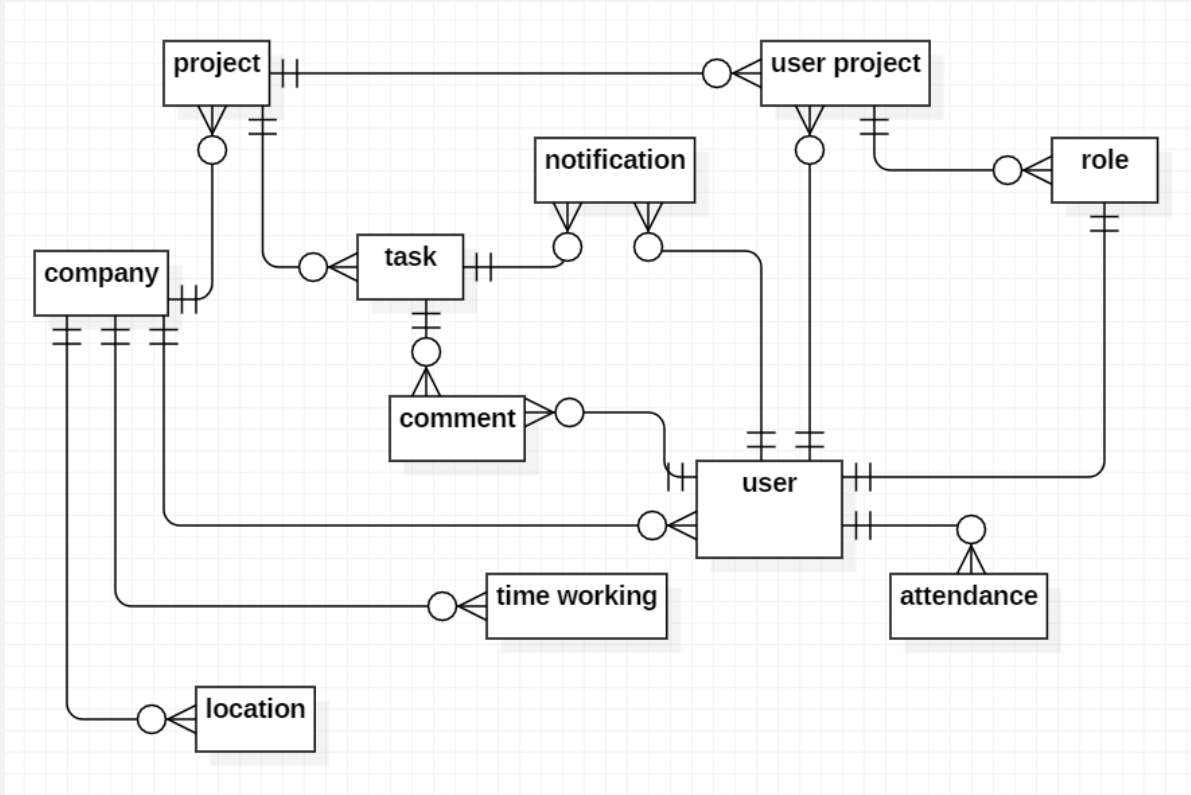 project
user project
notification
role
task
company
comment
user
time working
attendance
location